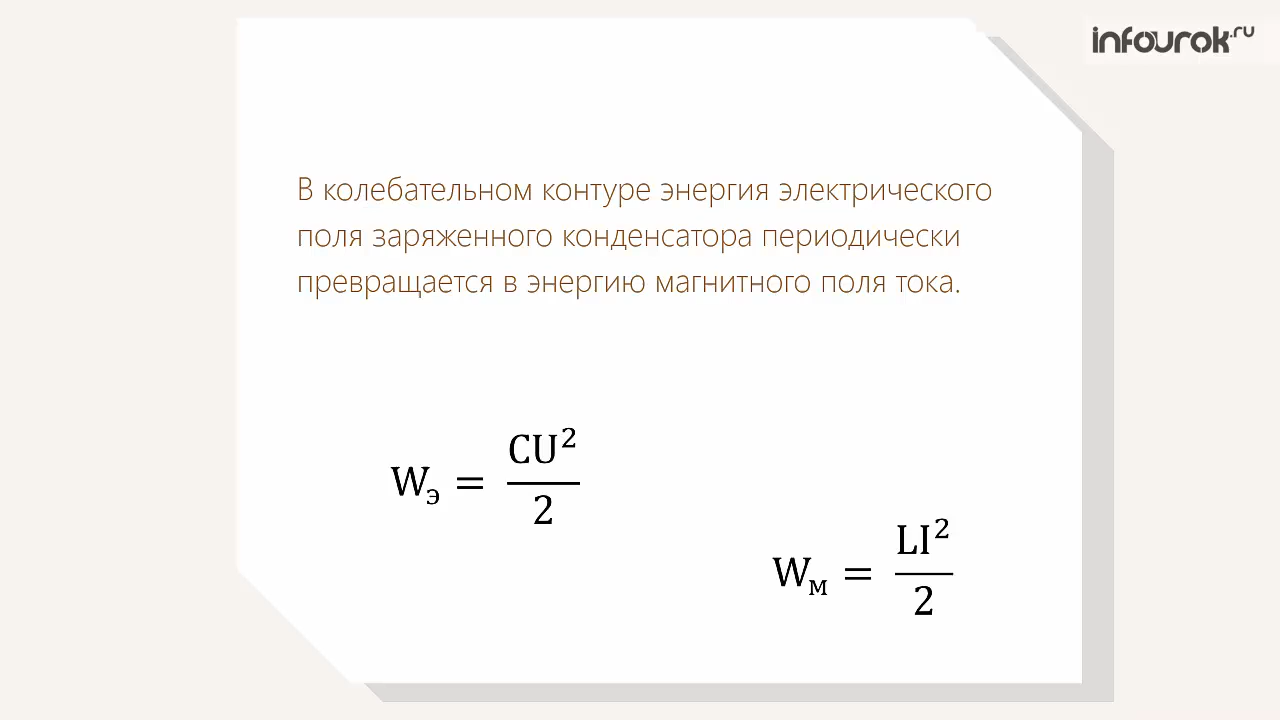 infourok.ru
В колебательном контуре энергия электрического
поля заряженного конденсатора периодически
превращается в энергию магнитного поля тока.
Wэ = CU²/2
Wм = LI²/2